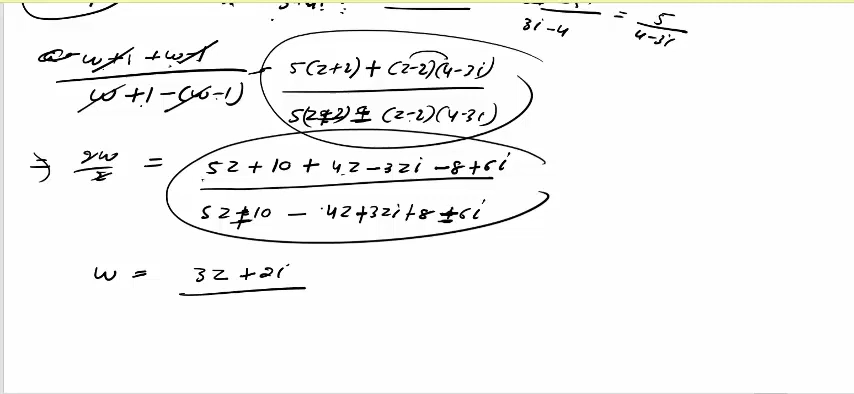 3i-4 = 5/(4-3i)
w+1 + w-1 / w+1-(w-1) = 5(z+2) + (z-2)(4-3i) / 5(z+2) - (z-2)(4-3i)
⇒ 2w/2 = 5z + 10 + 4z - 3zi - 8 + 6i / 5z + 10 - 4z + 3zi + 8 - 6i
w = 3z + 2i